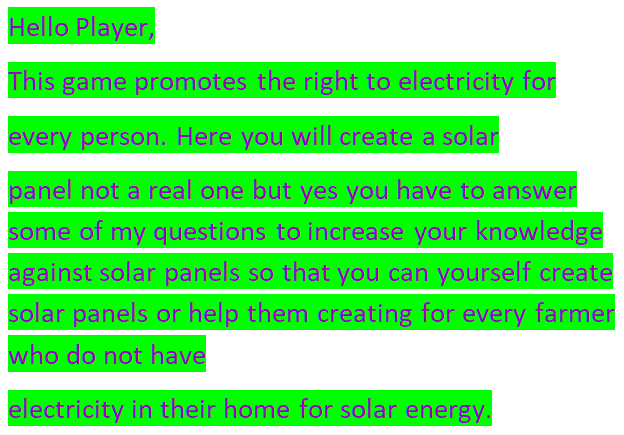 Hello Player,
This game promotes the right to electricity for
every person. Here you will create a solar
panel not a real one but yes you have to answer
some of my questions to increase your knowledge
against solar panels so that you can yourself create
solar panels or help them creating for every farmer
who do not have
electricity in their home for solar energy.